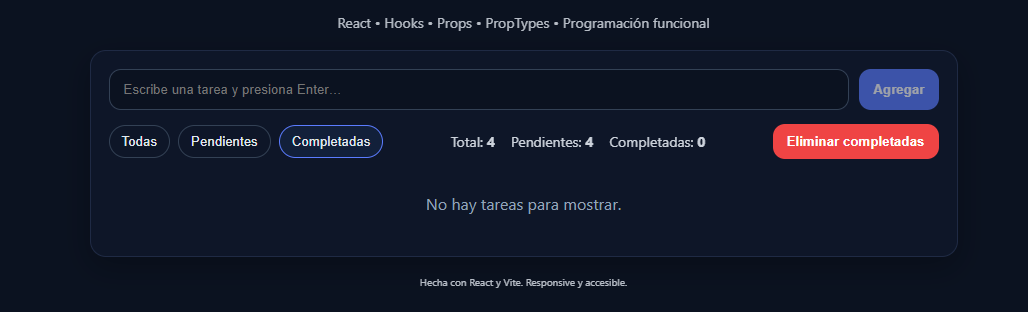 React • Hooks • Props • PropTypes • Programación funcional
Escribe una tarea y presiona Enter...
Agregar
Todas Pendientes Completadas Total: 4 Pendientes: 4 Completadas: 0 Eliminar completadas
No hay tareas para mostrar.
Hecha con React y Vite. Responsive y accesible.